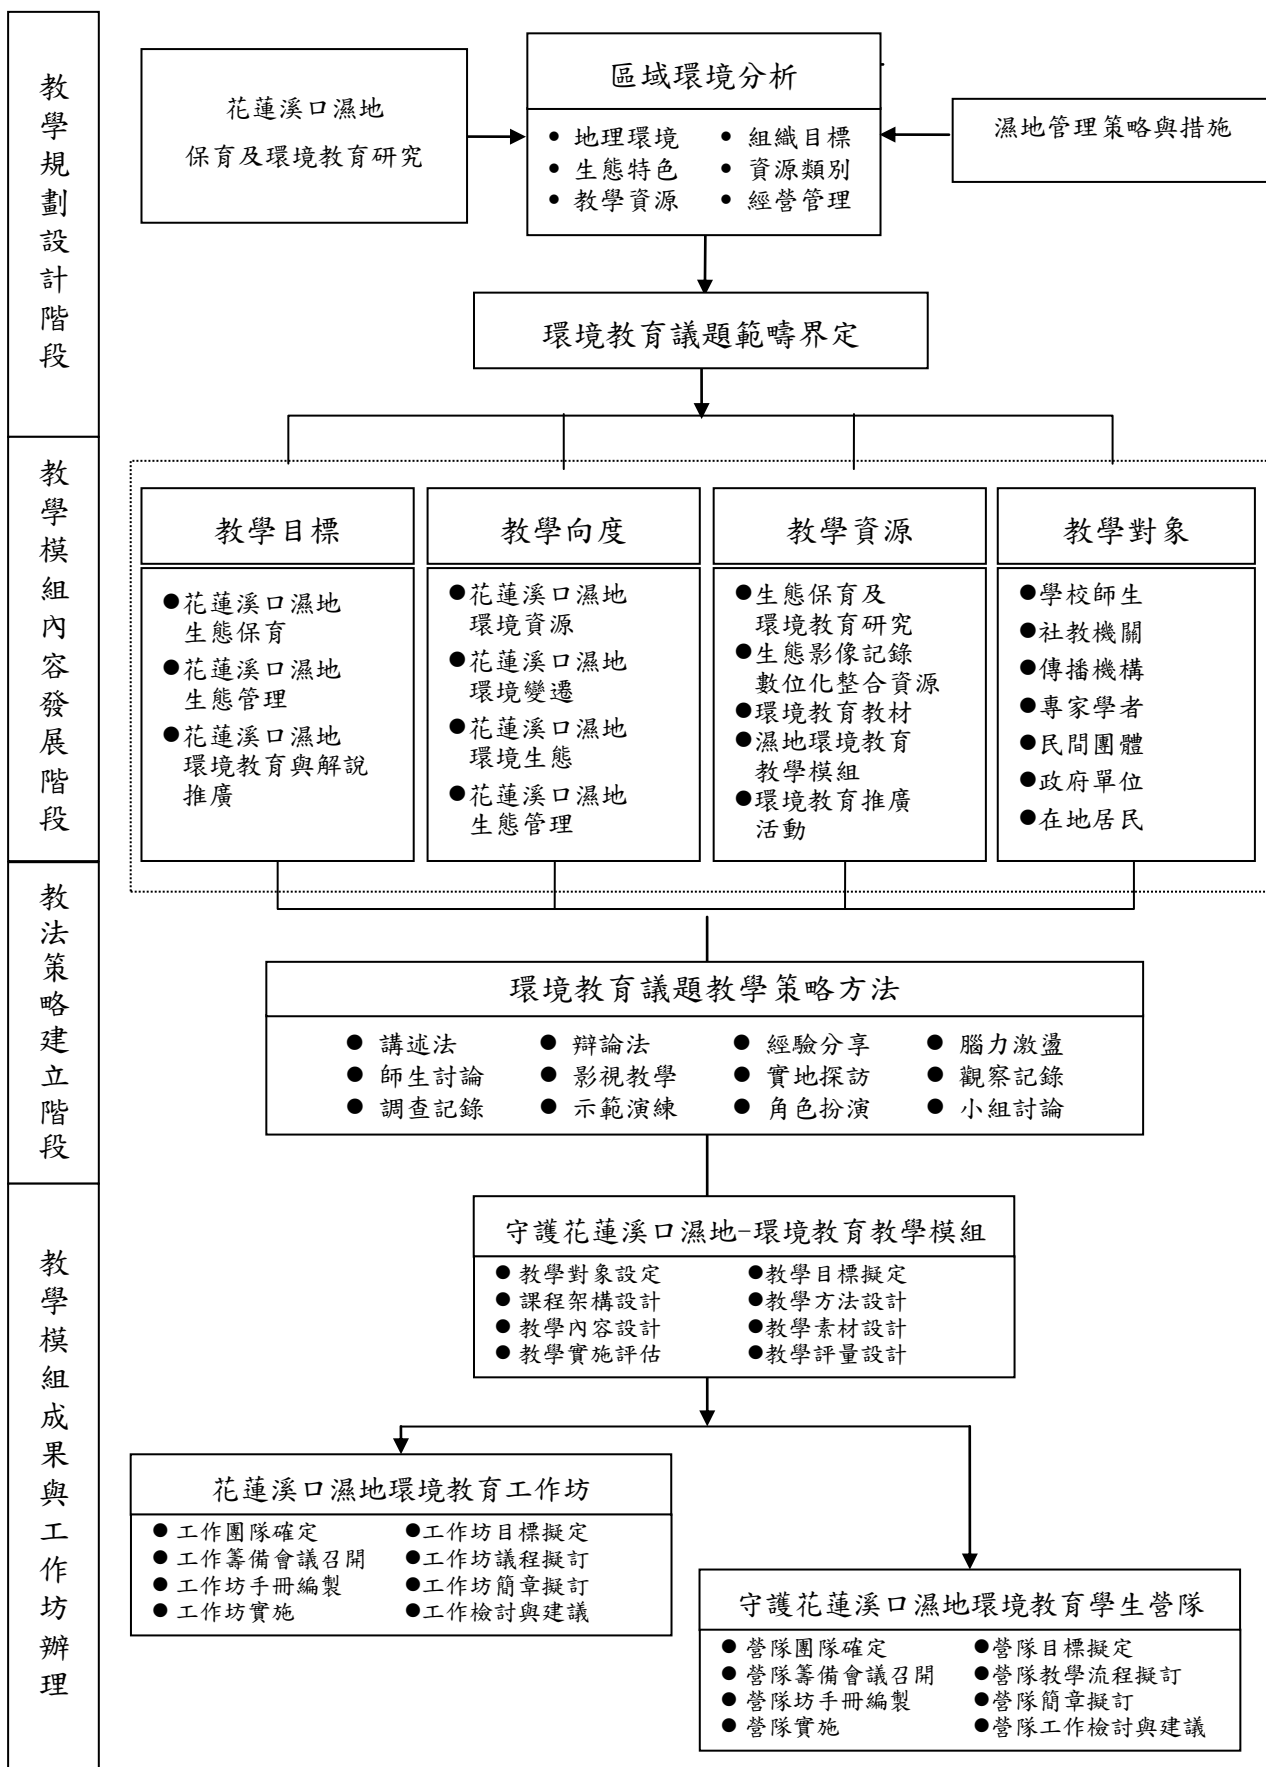 教學規劃設計階段
花蓮溪口濕地
保育及環境教育研究
區域環境分析
• 地理環境
• 生態特色
• 教學資源
• 組織目標
• 資源類別
• 經營管理
濕地管理策略與措施
環境教育議題範疇界定
教學模組內容發展階段
教學目標
●花蓮溪口濕地
生態保育
●花蓮溪口濕地
生態管理
●花蓮溪口濕地
環境教育與解說
推廣
教學向度
●花蓮溪口濕地
環境資源
●花蓮溪口濕地
環境變遷
●花蓮溪口濕地
環境生態
●花蓮溪口濕地
生態管理
教學資源
●生態保育及
環境教育研究
●生態影像記錄
數位化整合資源
●環境教育教材
●濕地環境教育
教學模組
●環境教育推廣
活動
教學對象
●學校師生
●社教機關
●傳播機構
●專家學者
●民間團體
●政府單位
●在地居民
教法策略建立階段
環境教育議題教學策略方法
● 講述法
● 師生討論
● 調查記錄
● 辯論法
● 影視教學
● 示範演練
● 經驗分享
● 實地探訪
● 角色扮演
● 腦力激盪
● 觀察記錄
● 小組討論
教學模組成果與工作坊辦理
守護花蓮溪口濕地-環境教育教學模組
● 教學對象設定
● 課程架構設計
● 教學內容設計
● 教學實施評估
●教學目標擬定
●教學方法設計
●教學素材設計
●教學評量設計
花蓮溪口濕地環境教育工作坊
● 工作團隊確定
● 工作籌備會議召開
● 工作坊手冊編製
● 工作坊實施
●工作坊目標擬定
●工作坊議程擬訂
●工作坊簡章擬訂
●工作檢討與建議
守護花蓮溪口濕地環境教育學生營隊
● 營隊團隊確定
● 營隊籌備會議召開
● 營隊坊手冊編製
● 營隊實施
●營隊目標擬定
●營隊教學流程擬訂
●營隊簡章擬訂
●營隊工作檢討與建議